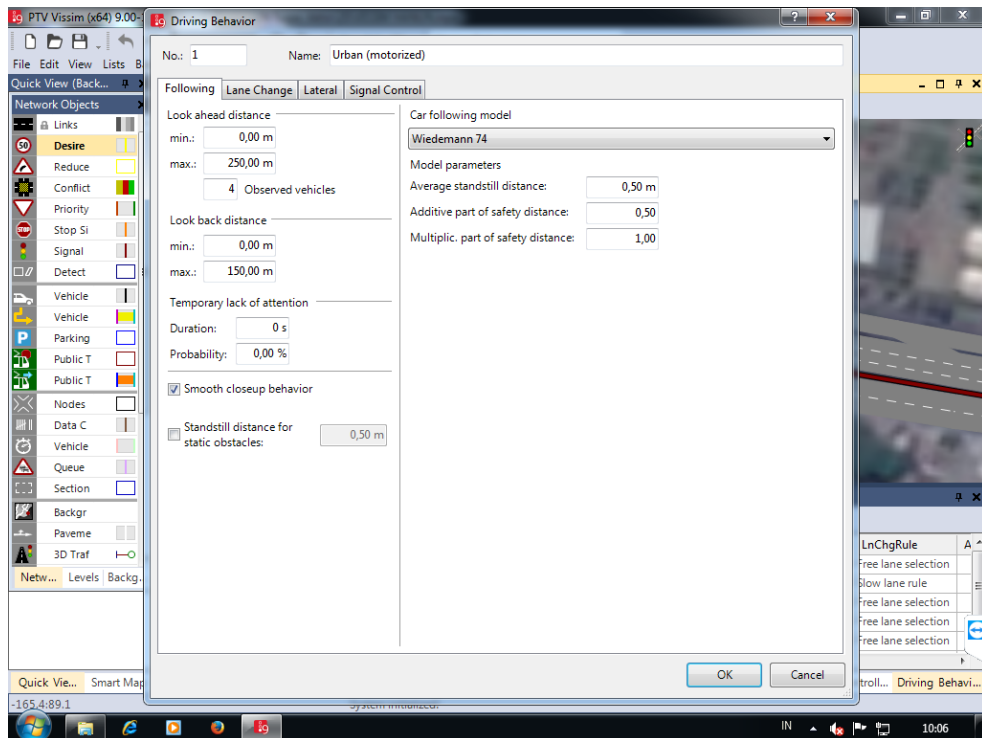 PTV Vissim (x64) 9.00-
Driving Behavior
File Edit View Lists B
No.: 1 Name: Urban (motorized)
Quick View (Back...
Following Lane Change Lateral Signal Control
Network Objects
Links
Desire
Reduce
Conflict
Priority
Stop Si
Signal
Detect
Vehicle
Vehicle
Parking
Public T
Public T
Nodes
Data C
Vehicle
Queue
Section
Backgr
Paveme
3D Traf
Netw... Levels Backg.
Look ahead distance
min.: 0,00 m
max.: 250,00 m
4 Observed vehicles
Look back distance
min.: 0,00 m
max.: 150,00 m
Temporary lack of attention
Duration: 0 s
Probability: 0,00 %
Smooth closeup behavior
Standstill distance for
static obstacles: 0,50 m
Car following model
Wiedemann 74
Model parameters
Average standstill distance: 0,50 m
Additive part of safety distance: 0,50
Multiplic. part of safety distance: 1,00
LnChgRule A
Free lane selection
Slow lane rule
Free lane selection
Free lane selection
Free lane selection
OK Cancel
Quick Vie... Smart Map
troll... Driving Behavi...
-165.4:89.1
System initialized.
IN 10:06